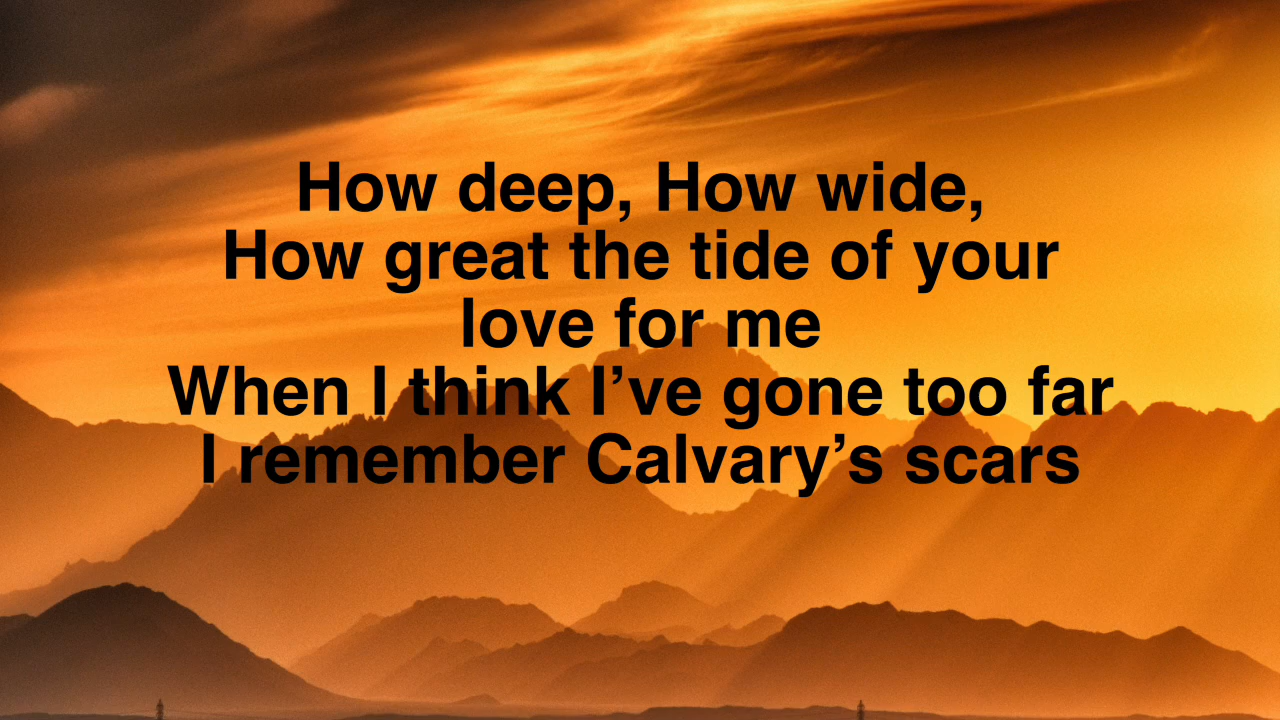 How deep, How wide,
How great the tide of your
love for me
When I think I’ve gone too far
I remember Calvary’s scars